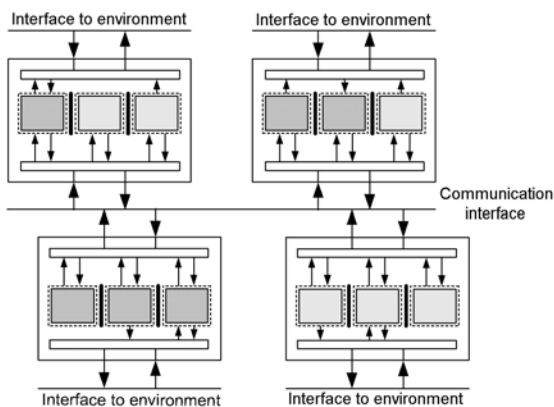 Interface to environment
Interface to environment
Communication
interface
Interface to environment
Interface to environment